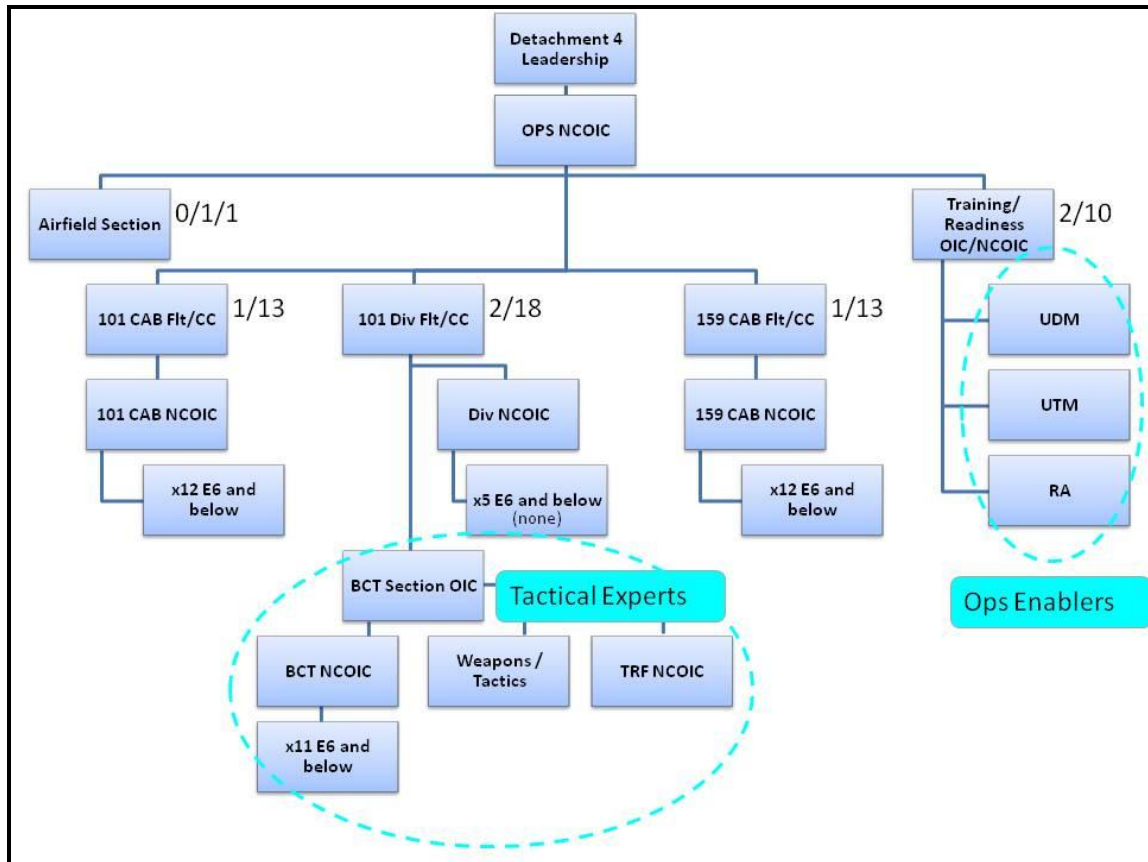 Detachment 4
Leadership
OPS NCOIC
Airfield Section
0/1/1
Training/
Readiness
OIC/NCOIC
2/10
101 CAB Flt/CC
1/13
101 Div Flt/CC
2/18
159 CAB Flt/CC
1/13
UDM
101 CAB NCOIC
Div NCOIC
159 CAB NCOIC
UTM
x12 E6 and
below
x5 E6 and below
(none)
x12 E6 and
below
RA
BCT Section OIC
Tactical Experts
Ops Enablers
BCT NCOIC
Weapons /
Tactics
TRF NCOIC
x11 E6 and
below